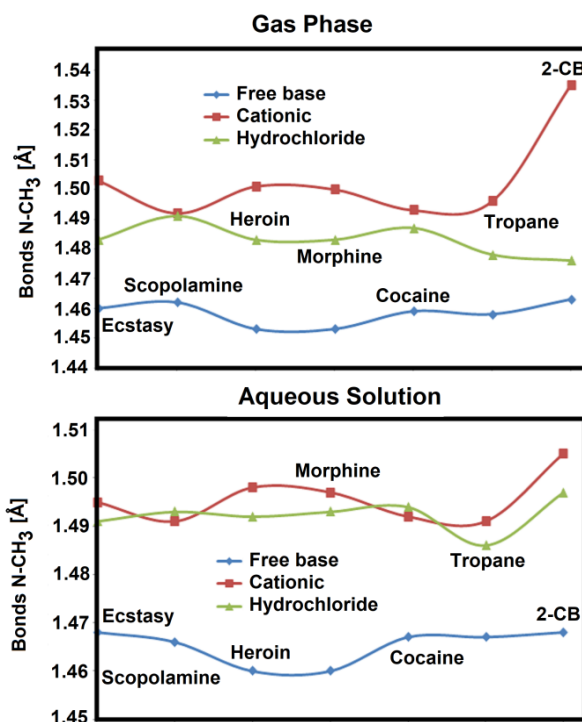 Gas Phase
1.54
1.53
1.52
1.51
1.50
1.49
1.48
1.47
1.46
1.45
1.44
Bonds N-CH3 [Å]
Free base
Cationic
Hydrochloride
2-CB
Heroin
Tropane
Morphine
Scopolamine
Cocaine
Ecstasy
Aqueous Solution
1.51
1.50
1.49
1.48
1.47
1.46
1.45
Bonds N-CH3 [Å]
Morphine
Free base
Cationic
Hydrochloride
Tropane
Ecstasy
2-CB
Heroin
Cocaine
Scopolamine